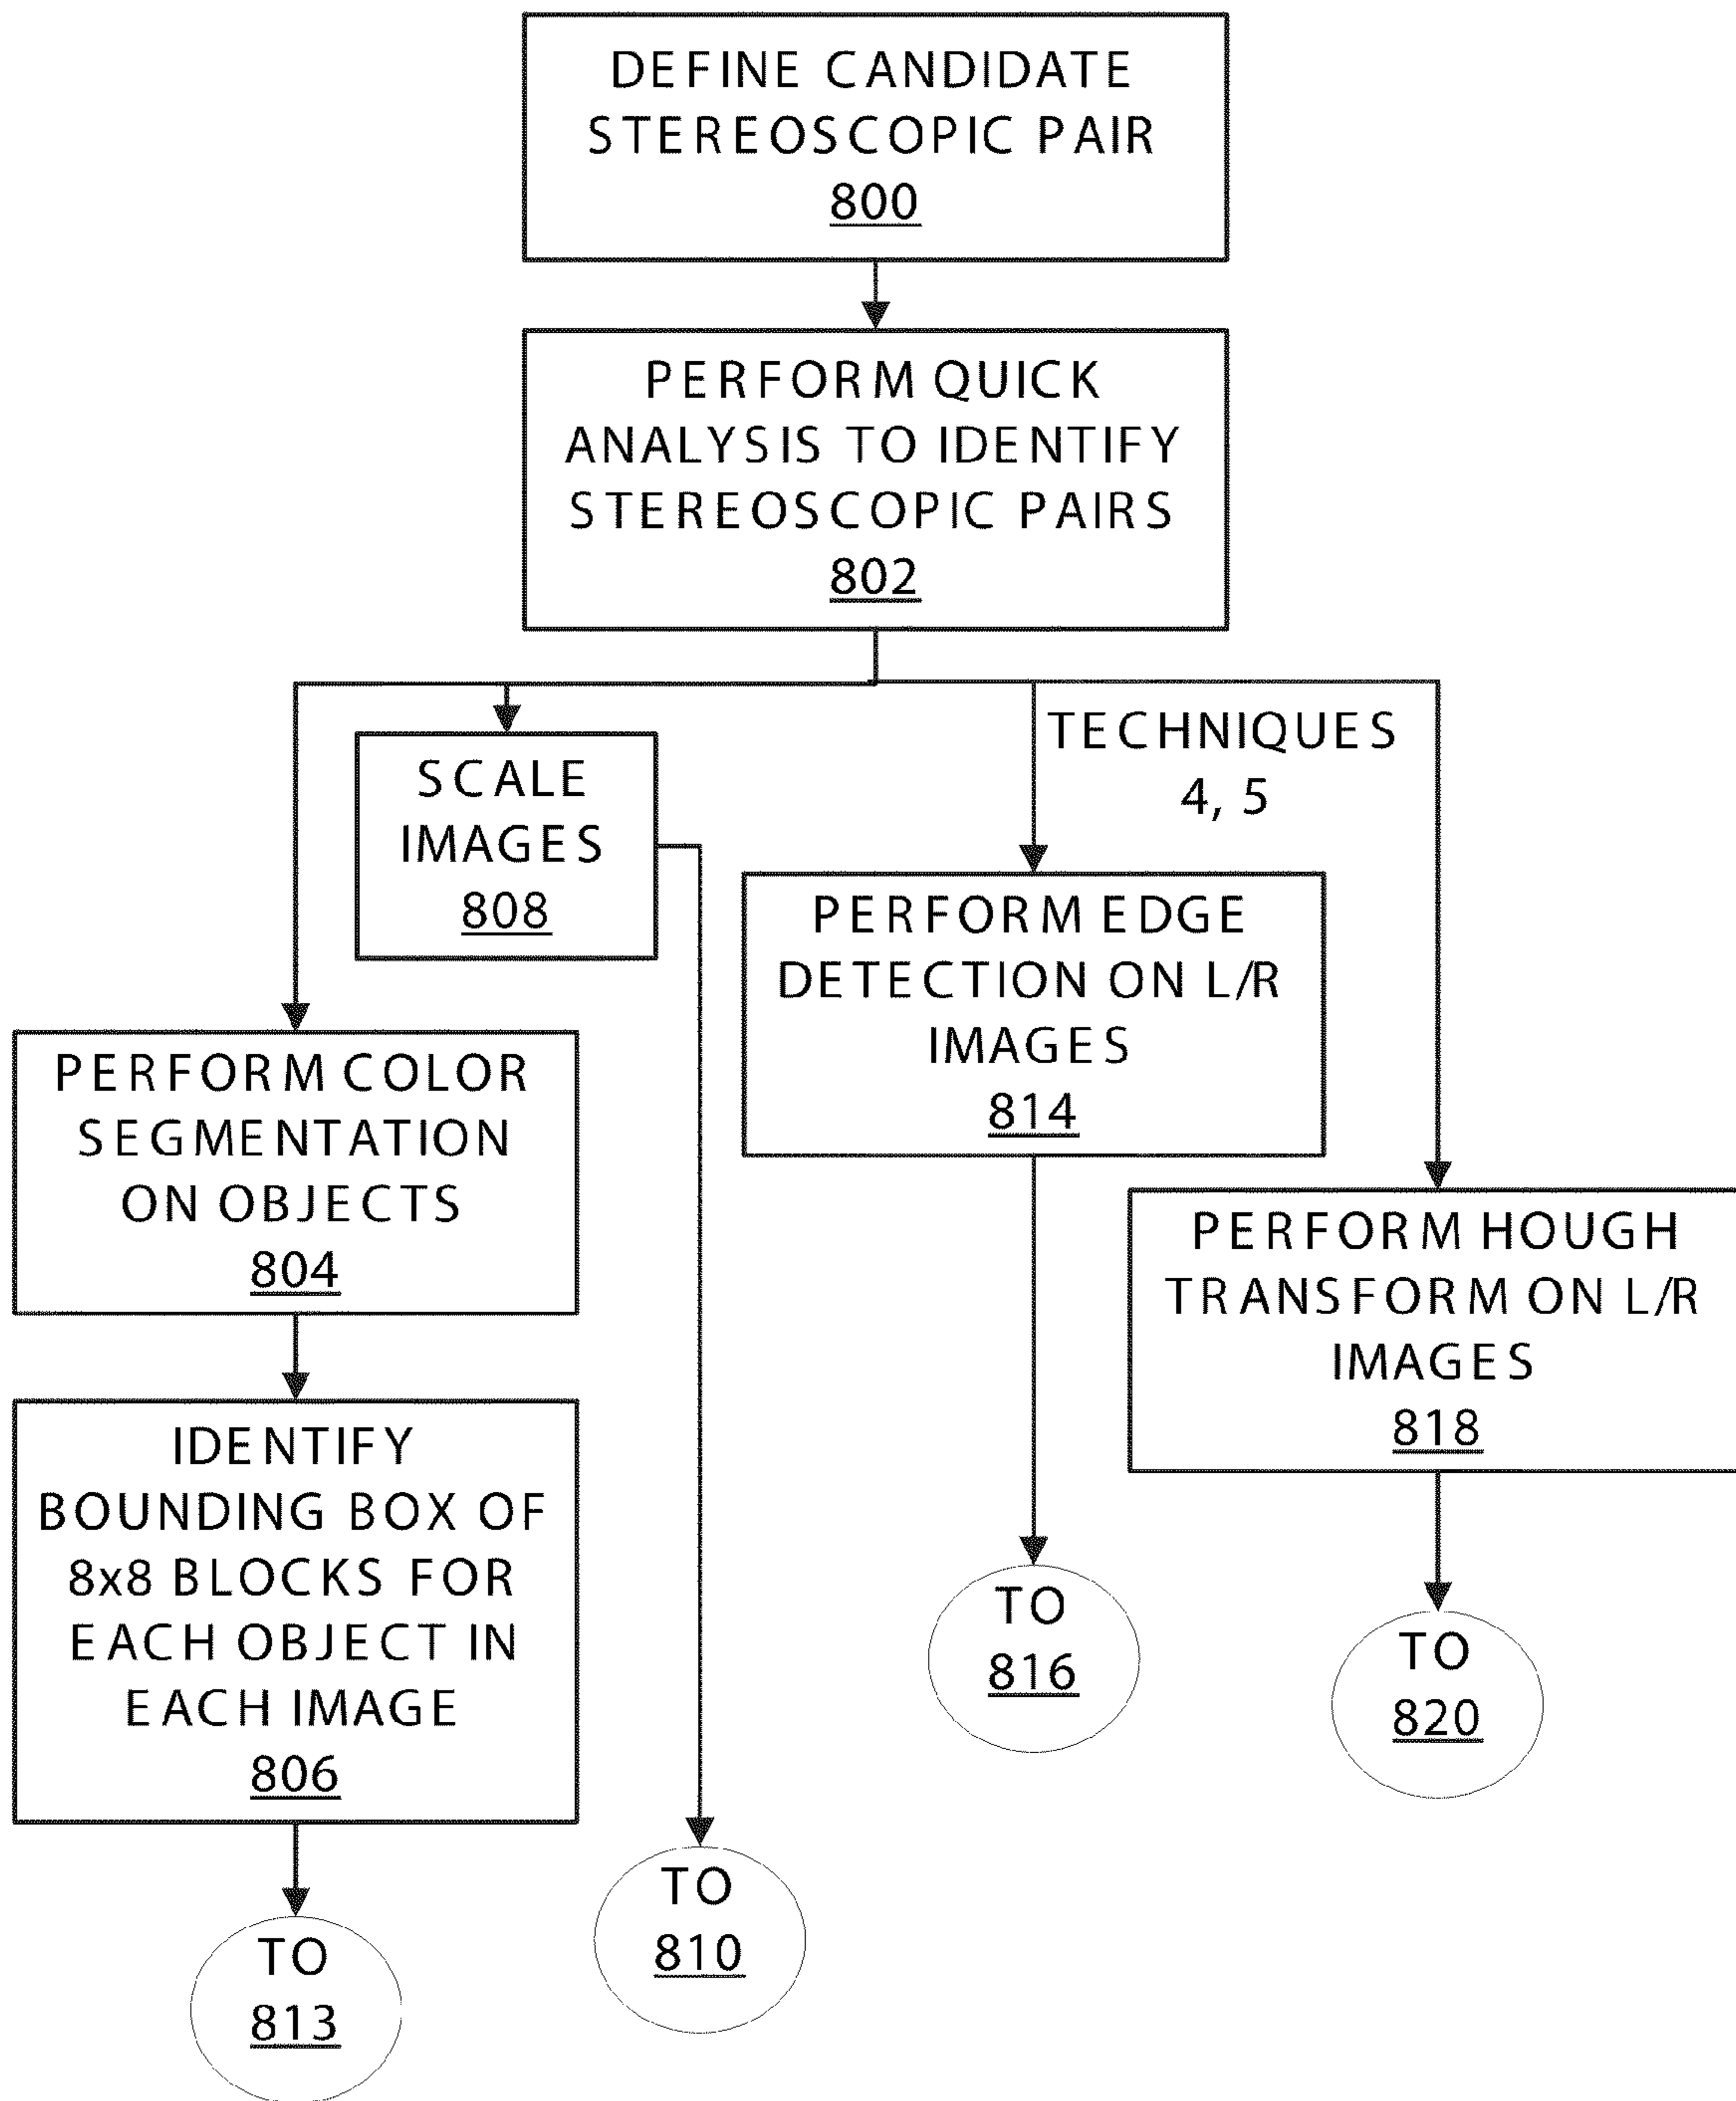 DEFINE CANDIDATE
STEREOSCOPIC PAIR
800
PERFORM QUICK
ANALYSIS TO IDENTIFY
STEREOSCOPIC PAIRS
802
TECHNIQUES
4, 5
SCALE
IMAGES
808
PERFORM EDGE
DETECTION ON L/R
IMAGES
814
PERFORM COLOR
SEGMENTATION
ON OBJECTS
804
PERFORM HOUGH
TRANSFORM ON L/R
IMAGES
818
IDENTIFY
BOUNDING BOX OF
8x8 BLOCKS FOR
EACH OBJECT IN
EACH IMAGE
806
TO
816
TO
820
TO
810
TO
813